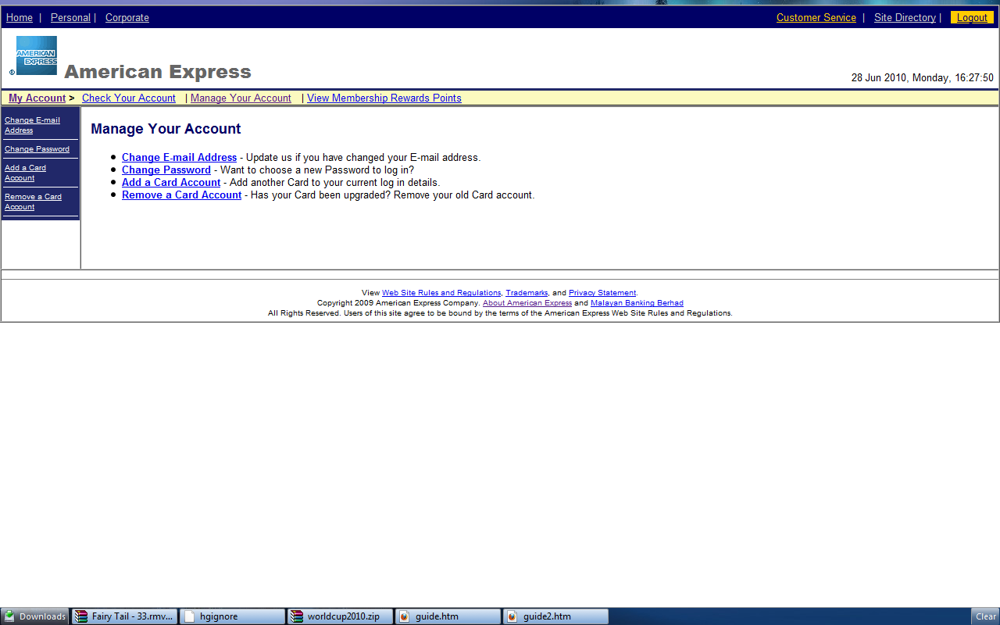 Home | Personal | Corporate Customer Service | Site Directory | Logout
AMERICAN
EXPRESS
® American Express
28 Jun 2010, Monday, 16:27:50
My Account > Check Your Account | Manage Your Account | View Membership Rewards Points
Change E-mail
Address
Change Password
Add a Card
Account
Remove a Card
Account
Manage Your Account
• Change E-mail Address - Update us if you have changed your E-mail address.
• Change Password - Want to choose a new Password to log in?
• Add a Card Account - Add another Card to your current log in details.
• Remove a Card Account - Has your Card been upgraded? Remove your old Card account.
View Web Site Rules and Regulations, Trademarks, and Privacy Statement.
Copyright 2009 American Express Company. About American Express and Malayan Banking Berhad
All Rights Reserved. Users of this site agree to be bound by the terms of the American Express Web Site Rules and Regulations.
Downloads Fairy Tail - 33.rmv... hgignore worldcup2010.zip guide.htm guide2.htm Clear